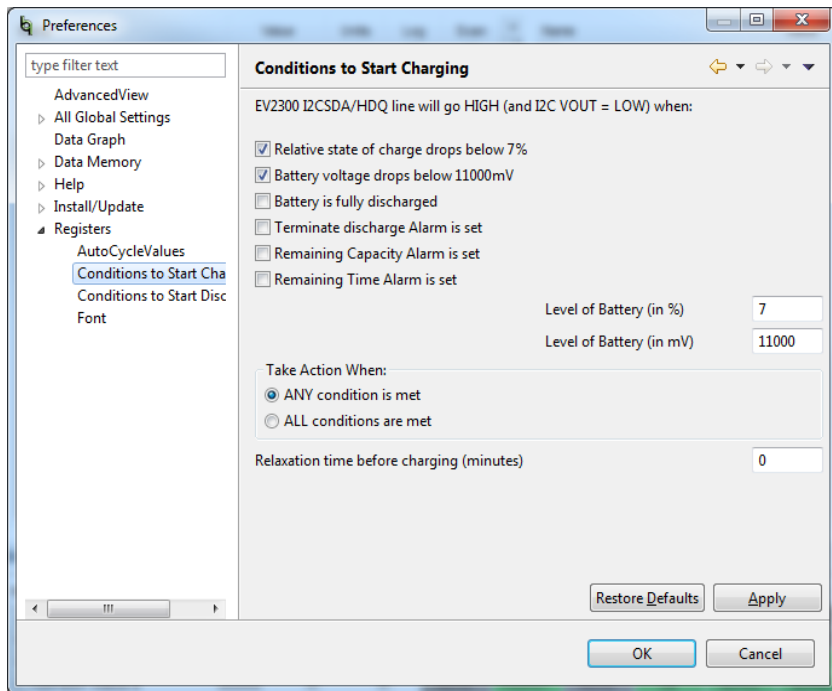 Preferences
type filter text
AdvancedView
All Global Settings
Data Graph
Data Memory
Help
Install/Update
Registers
AutoCycleValues
Conditions to Start Cha
Conditions to Start Disc
Font
Conditions to Start Charging
EV2300 I2CSDA/HDQ line will go HIGH (and I2C VOUT = LOW) when:
Relative state of charge drops below 7%
Battery voltage drops below 11000mV
Battery is fully discharged
Terminate discharge Alarm is set
Remaining Capacity Alarm is set
Remaining Time Alarm is set
Level of Battery (in %) 7
Level of Battery (in mV) 11000
Take Action When:
ANY condition is met
ALL conditions are met
Relaxation time before charging (minutes) 0
Restore Defaults Apply
OK Cancel